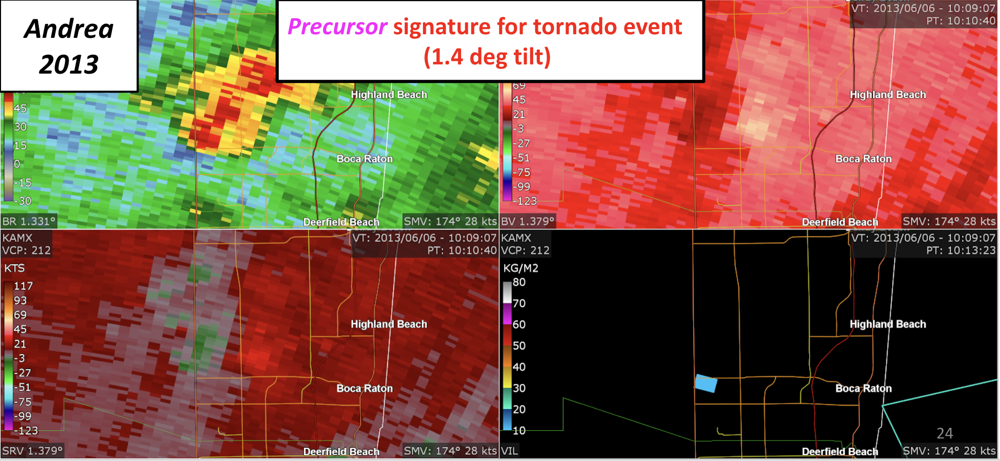 Andrea
2013
Precursor signature for tornado event
(1.4 deg tilt)
VT: 2013/06/06 - 10:09:07
PT: 10:10:40
45
30
15
0
-15
-30
Highland Beach
Boca Raton
Deerfield Beach
BR 1.331°
SMV: 174° 28 kts
69
45
21
-3
-27
-51
-75
-99
-123
Highland Beach
Boca Raton
Deerfield Beach
BV 1.379°
SMV: 174° 28 kts
KAMX
VCP: 212
VT: 2013/06/06 - 10:09:07
PT: 10:10:40
KTS
117
93
69
45
21
-3
-27
-51
-75
-99
-123
Highland Beach
Boca Raton
Deerfield Beach
SRV 1.379°
SMV: 174° 28 kts
KAMX
VCP: 212
VT: 2013/06/06 - 10:09:07
PT: 10:13:23
KG/M2
80
70
60
50
40
30
20
10
Highland Beach
Boca Raton
Deerfield Beach
24
VIL
SMV: 174° 28 kts